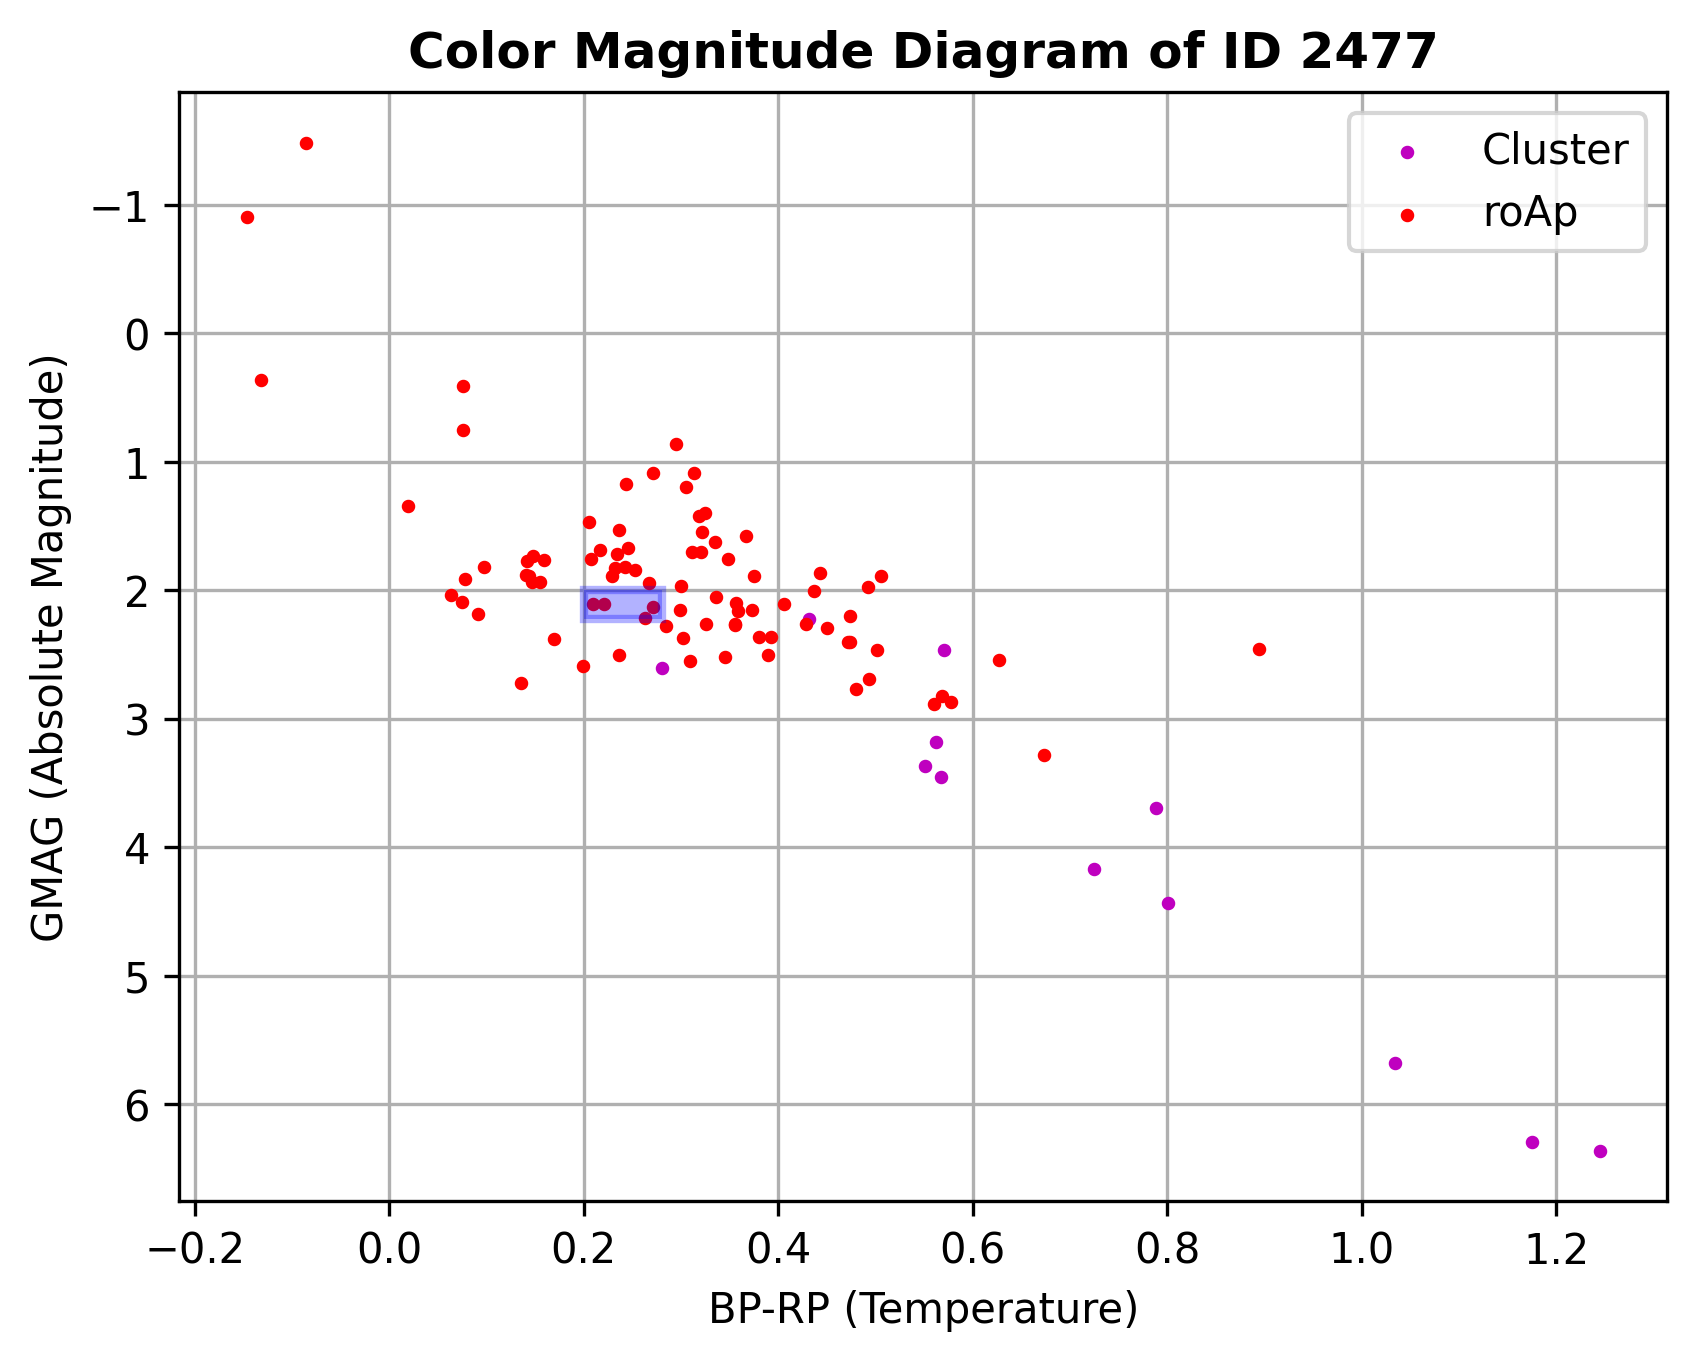 Color Magnitude Diagram of ID 2477
Cluster
roAp
GMAG (Absolute Magnitude)
−1
0
1
2
3
4
5
6
−0.2 0.0 0.2 0.4 0.6 0.8 1.0 1.2
BP-RP (Temperature)